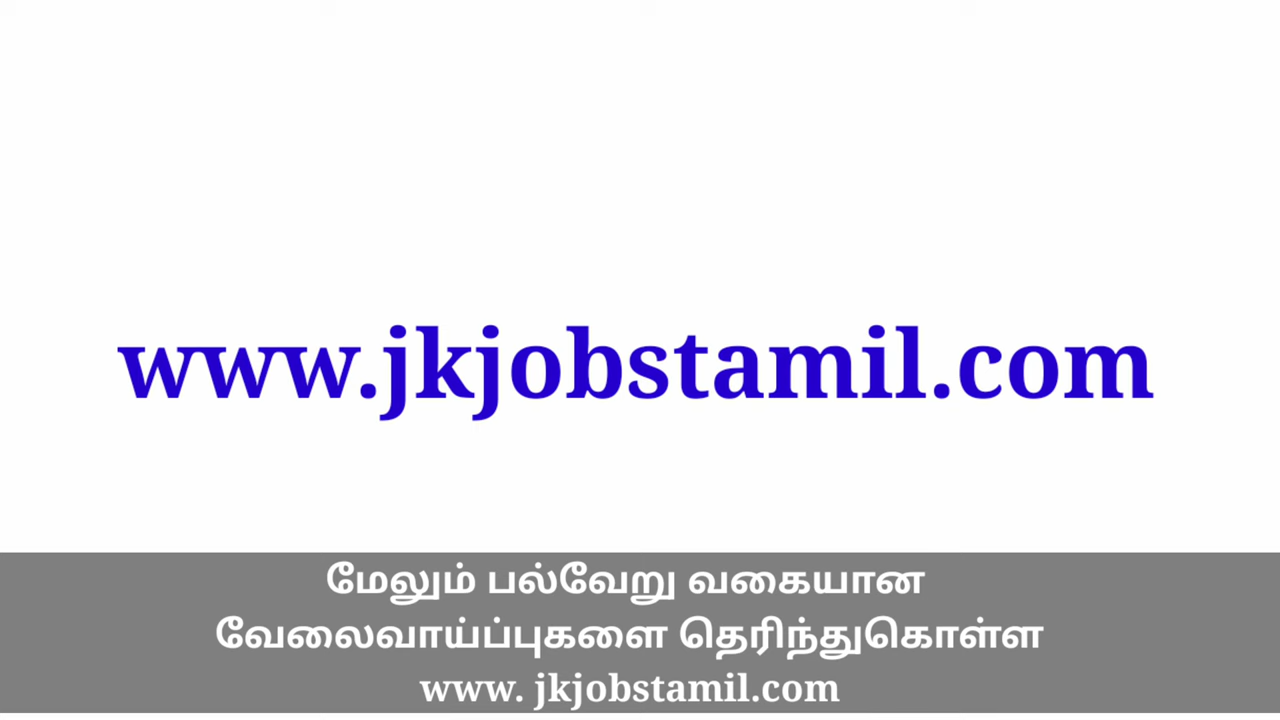 www.jkjobstamil.com
மேலும் பல்வேறு வகையான
வேலைவாய்ப்புகளை தெரிந்துகொள்ள
www. jkjobstamil.com